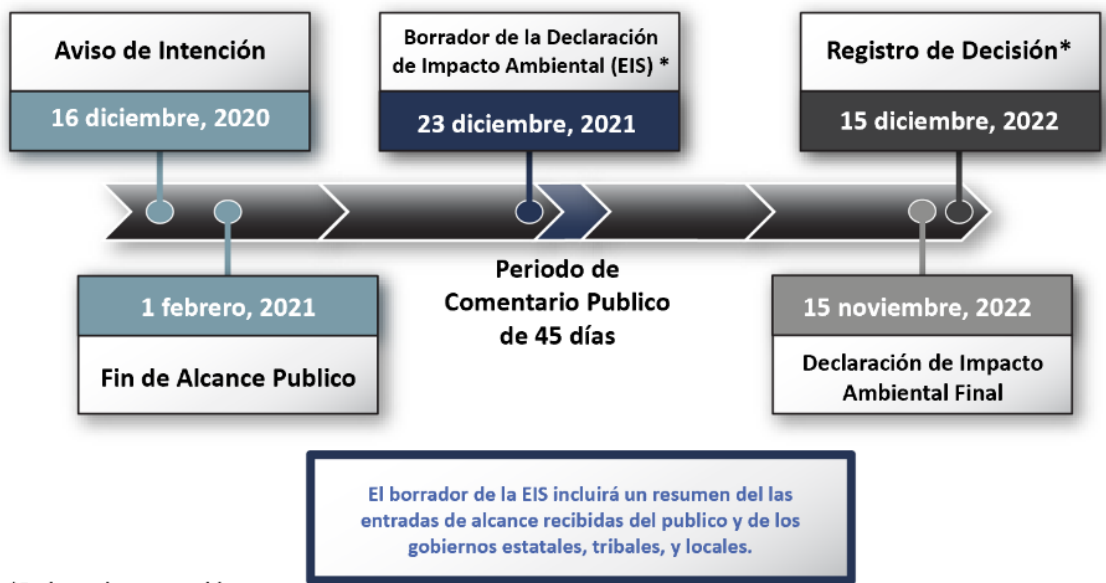 Aviso de Intención
16 diciembre, 2020
Borrador de la Declaración
de Impacto Ambiental (EIS) *
23 diciembre, 2021
Registro de Decisión*
15 diciembre, 2022
1 febrero, 2021
Fin de Alcance Publico
Periodo de
Comentario Publico
de 45 días
15 noviembre, 2022
Declaración de Impacto
Ambiental Final
El borrador de la EIS incluirá un resumen del las
entradas de alcance recibidas del publico y de los
gobiernos estatales, tribales, y locales.